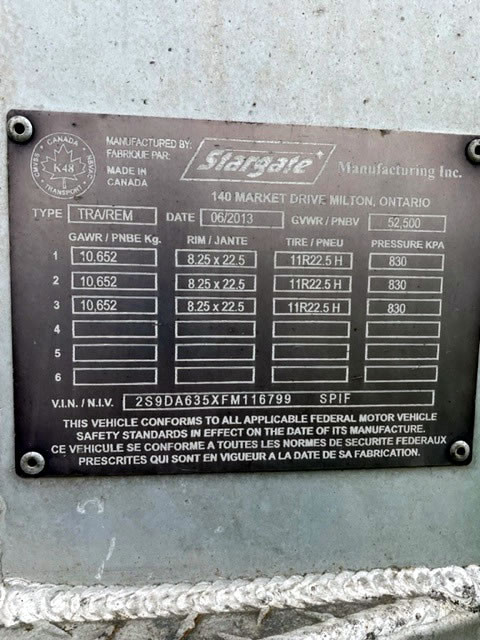 CANADA
CMVSS
NSVAC
K48
TRANSPORT
MANUFACTURED BY:
FABRIQUE PAR:
MADE IN
CANADA
Stargate Manufacturing Inc.
140 MARKET DRIVE MILTON, ONTARIO
TYPE TRA/REM DATE 06/2013 GVWR / PNBV 52,500
GAWR / PNBE Kg. RIM / JANTE TIRE / PNEU PRESSURE KPA
1 10,652 8.25 x 22.5 11R22.5 H 830
2 10,652 8.25 x 22.5 11R22.5 H 830
3 10,652 8.25 x 22.5 11R22.5 H 830
4
5
6
V.I.N. / N.I.V. 2S9DA635XFM116799 SPIF
THIS VEHICLE CONFORMS TO ALL APPLICABLE FEDERAL MOTOR VEHICLE
SAFETY STANDARDS IN EFFECT ON THE DATE OF ITS MANUFACTURE.
CE VEHICULE SE CONFORME A TOUTES LES NORMES DE SECURITE FEDERAUX
PRESCRITES QUI SONT EN VIGUEUR A LA DATE DE SA FABRICATION.